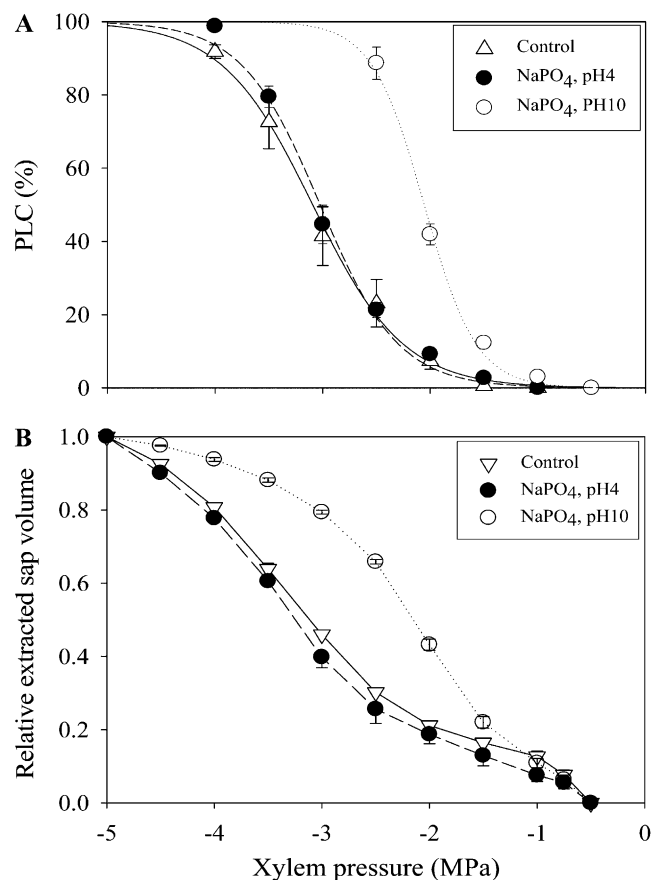 A
100
80
60
40
20
0
PLC (%)
Control
NaPO4, pH4
NaPO4, PH10
B
1.0
0.8
0.6
0.4
0.2
0.0
Relative extracted sap volume
Control
NaPO4, pH4
NaPO4, pH10
-5 -4 -3 -2 -1 0
Xylem pressure (MPa)